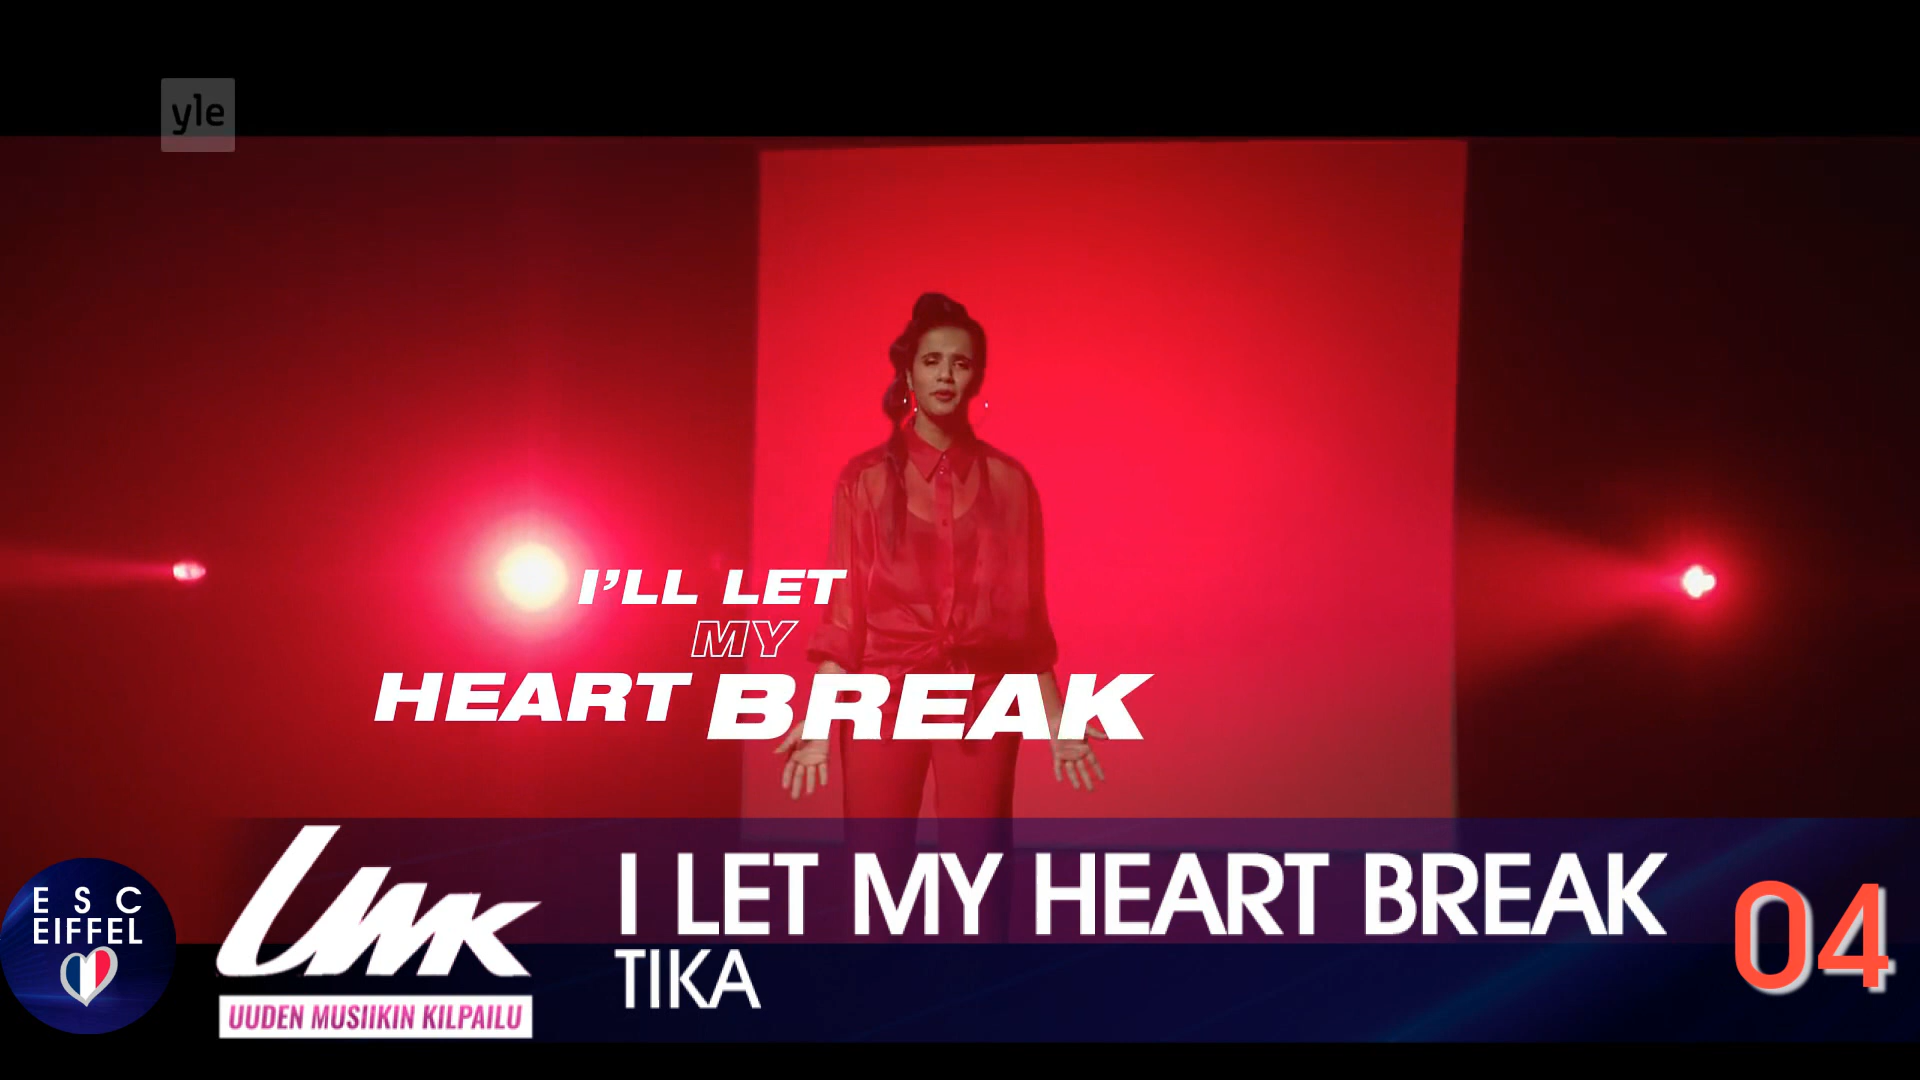 yle
I'LL LET
MY
HEART BREAK
E S C
EIFFEL
UMK
UUDEN MUSIIKIN KILPAILU
I LET MY HEART BREAK
TIKA
04